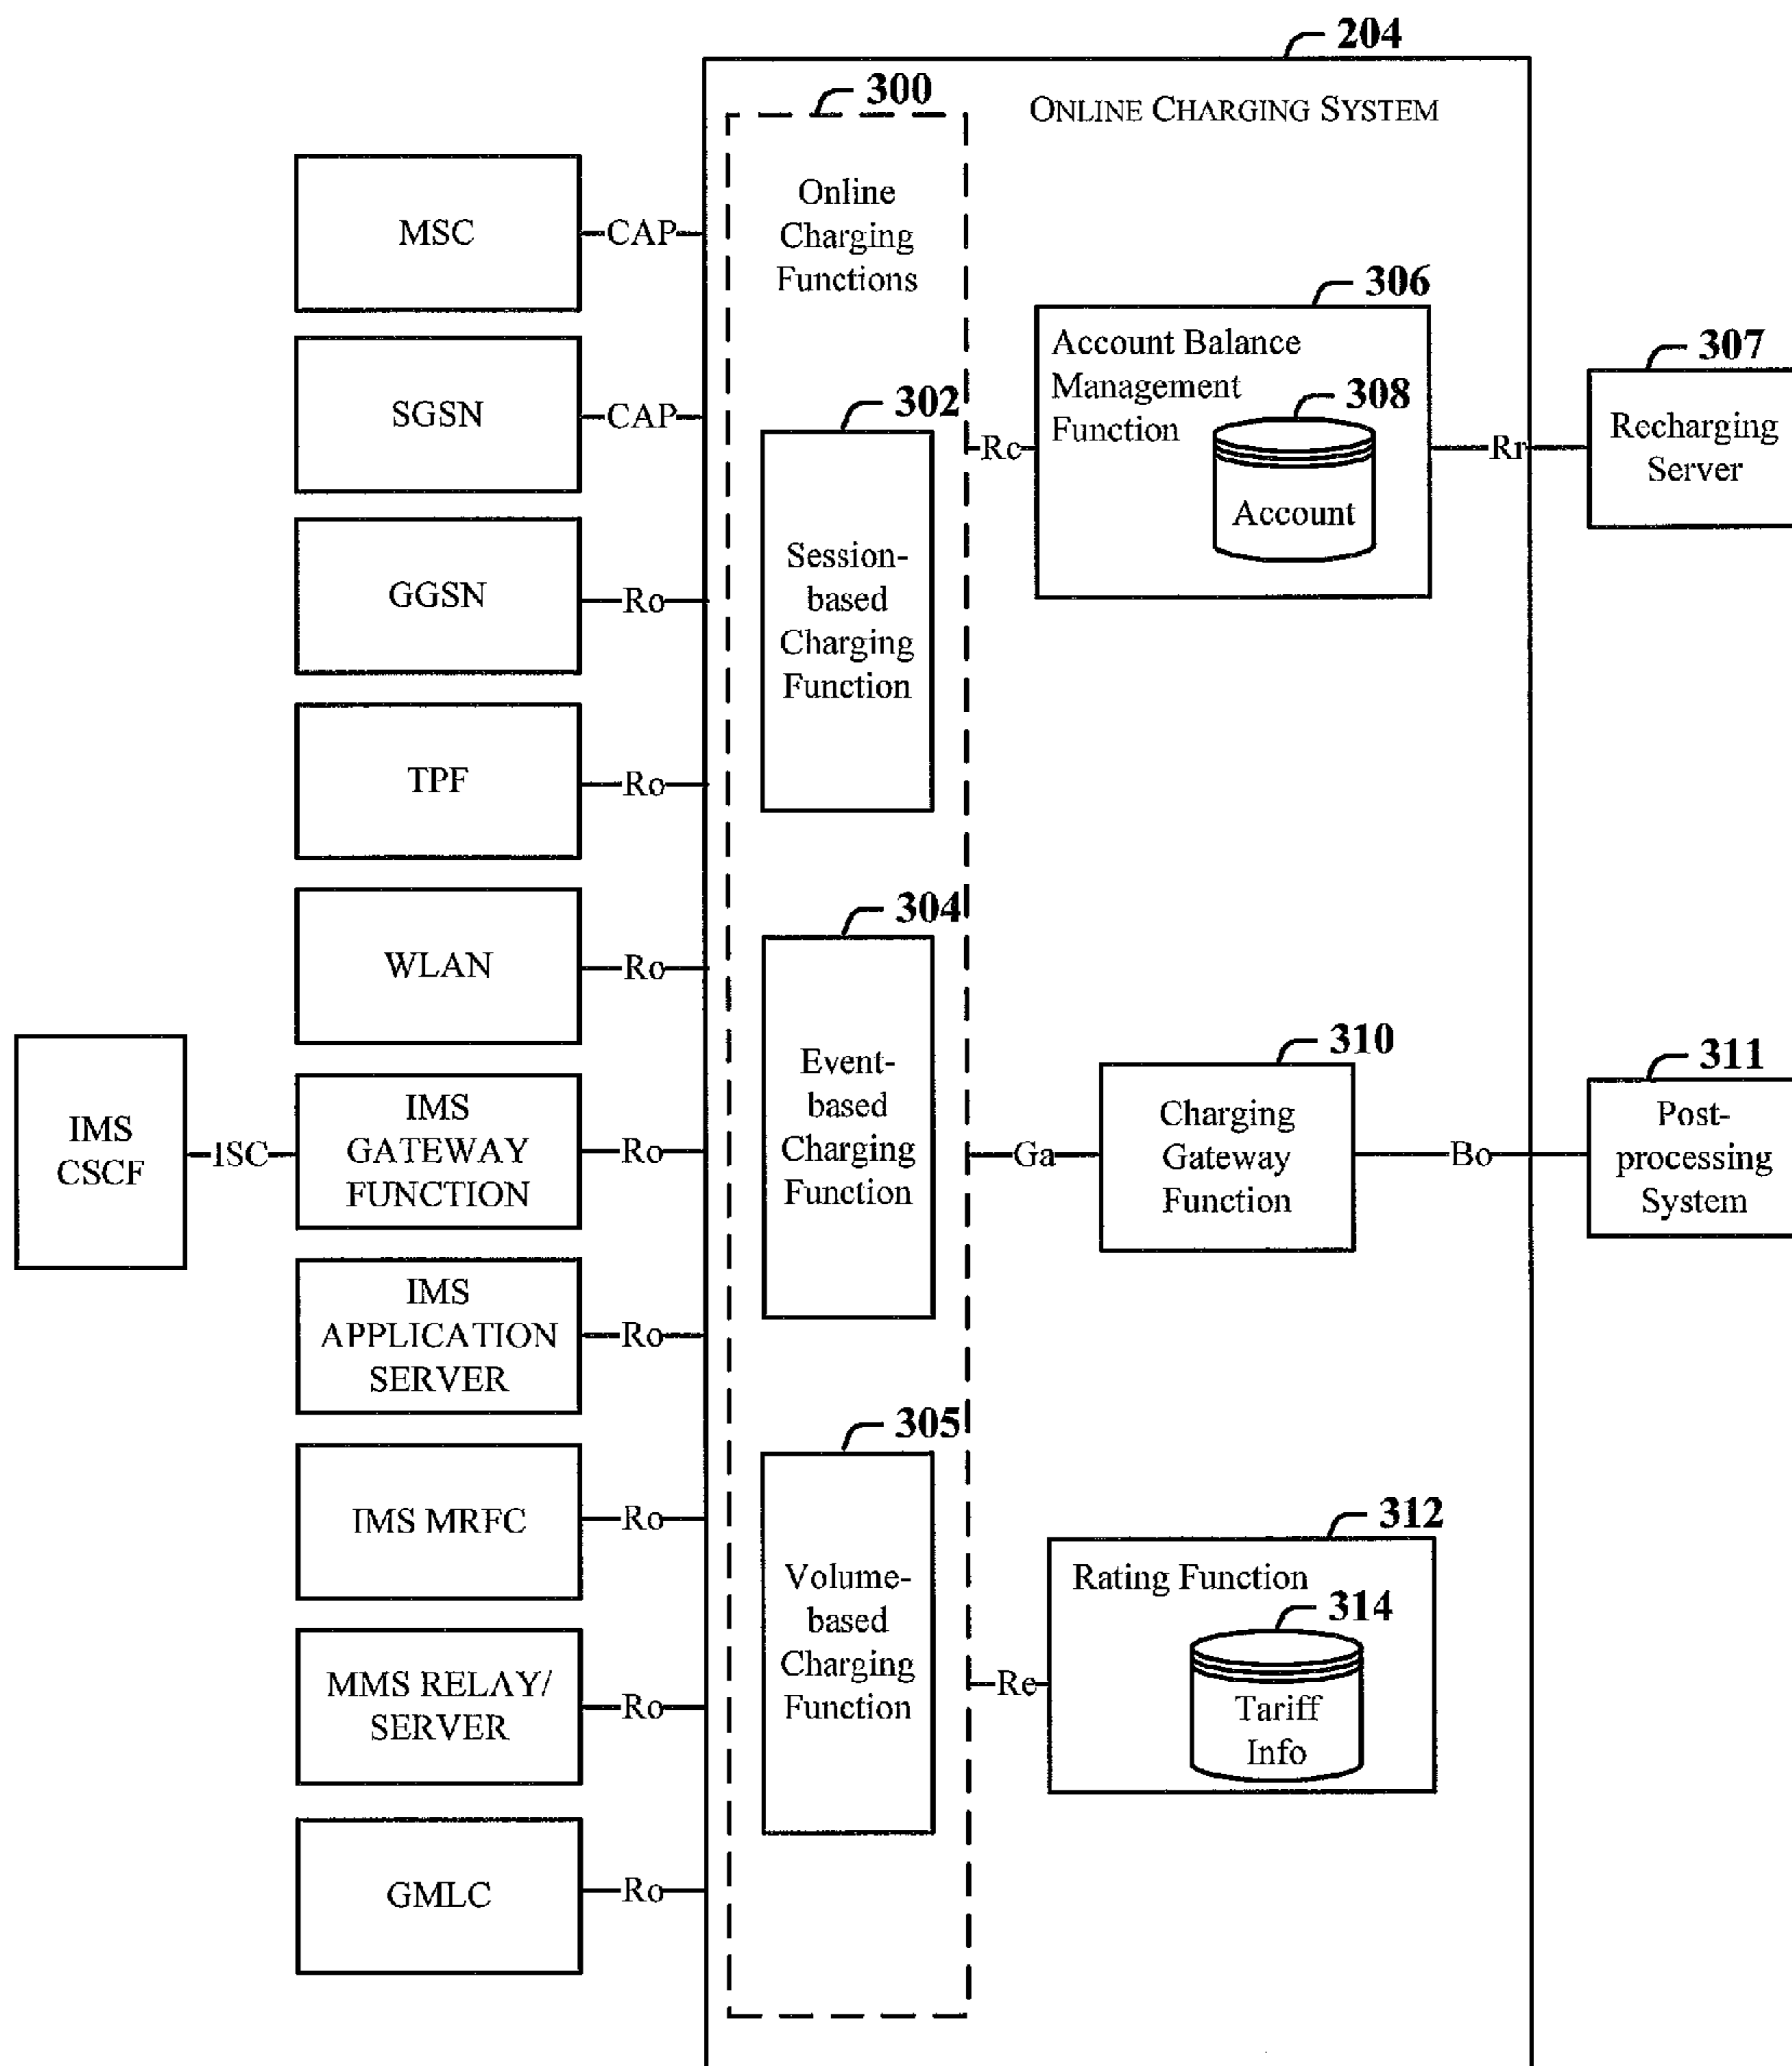 204
300
ONLINE CHARGING SYSTEM
Online
Charging
Functions
MSC
CAP
SGSN
CAP
GGSN
Ro
TPF
Ro
WLAN
Ro
IMS
CSCF
ISC
IMS
GATEWAY
FUNCTION
Ro
IMS
APPLICATION
SERVER
Ro
IMS MRFC
Ro
MMS RELAY/
SERVER
Ro
GMLC
Ro
302
Session-
based
Charging
Function
304
Event-
based
Charging
Function
305
Volume-
based
Charging
Function
Rc
306
Account Balance
Management
Function
308
Account
Rr
307
Recharging
Server
Ga
310
Charging
Gateway
Function
Bo
311
Post-
processing
System
Re
312
Rating Function
314
Tariff
Info